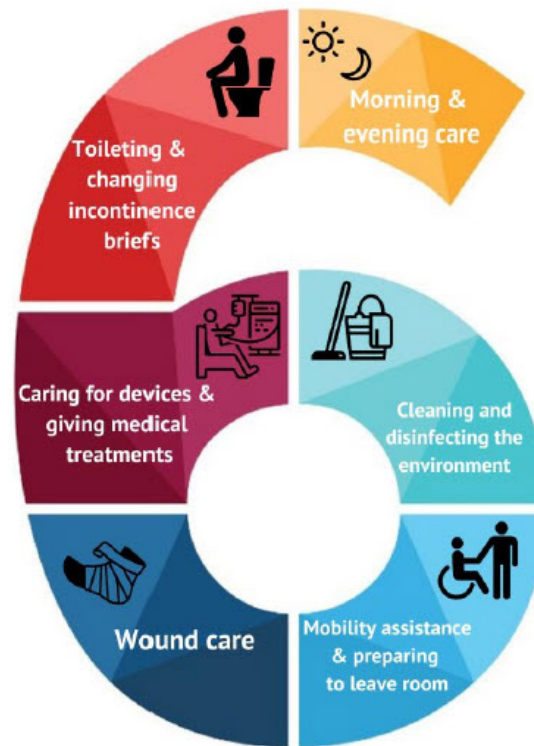 Morning &
evening care
Toileting &
changing
incontinence
briefs
Caring for devices &
giving medical
treatments
Cleaning and
disinfecting the
environment
Wound care
Mobility assistance
& preparing
to leave room